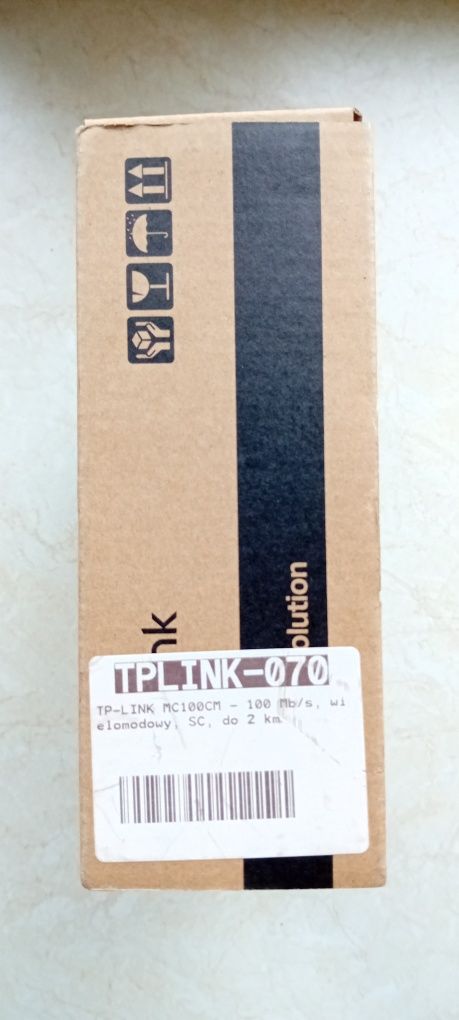 nk
olution
TPLINK-070
TP-LINK MC100CM - 100 Mb/s, wi
elomodowy, SC, do 2 km